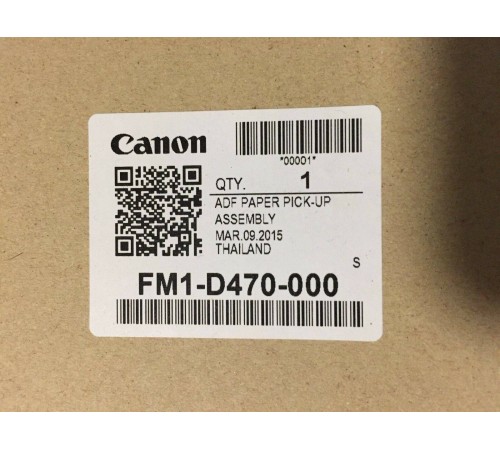 Canon
*00001*
QTY. 1
ADF PAPER PICK-UP
ASSEMBLY
MAR.09.2015
THAILAND
S
FM1-D470-000